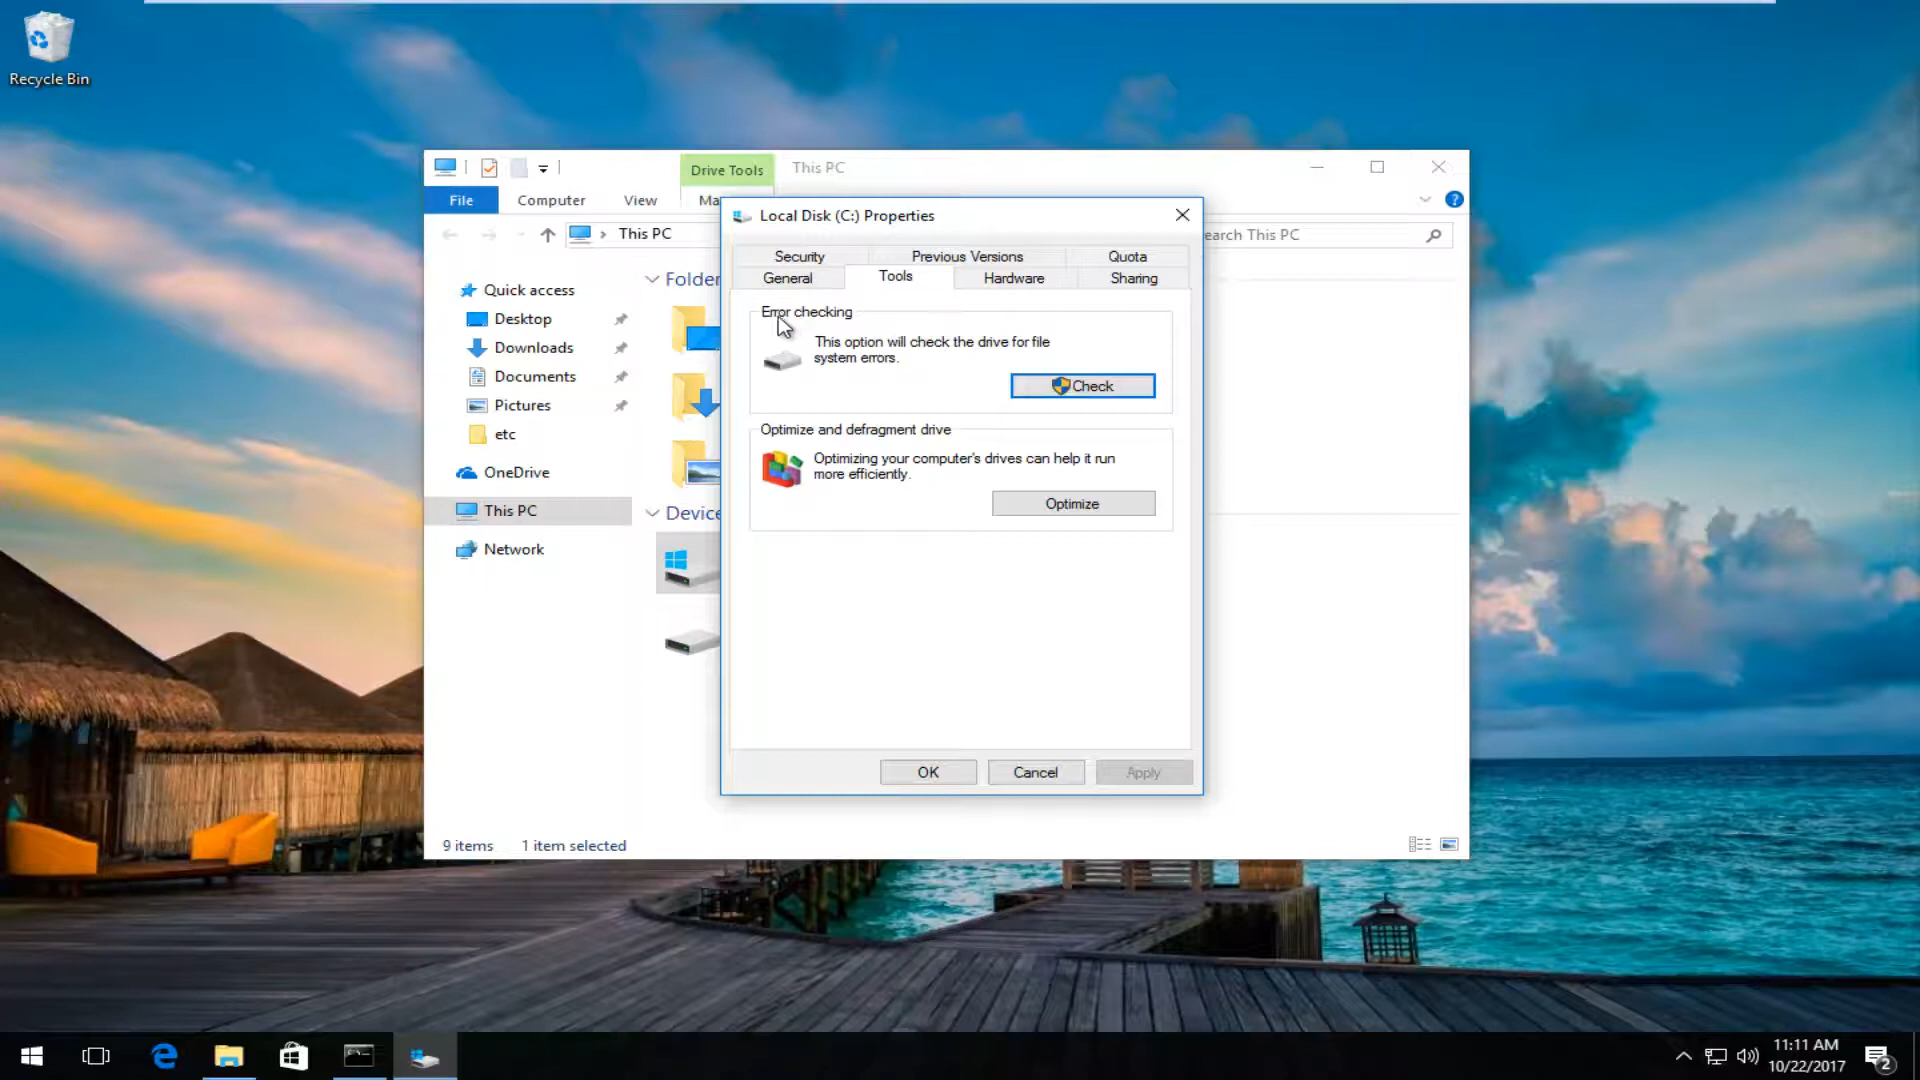 Recycle Bin
Drive Tools
This PC
File
Computer
View
Ma
This PC
earch This PC
Quick access
Desktop
Downloads
Documents
Pictures
etc
OneDrive
This PC
Network
Folder
Device
9 items
1 item selected
Local Disk (C:) Properties
Security
Previous Versions
Quota
General
Tools
Hardware
Sharing
Error checking
This option will check the drive for file
system errors.
Check
Optimize and defragment drive
Optimizing your computer's drives can help it run
more efficiently.
Optimize
OK
Cancel
Apply
11:11 AM
10/22/2017
2